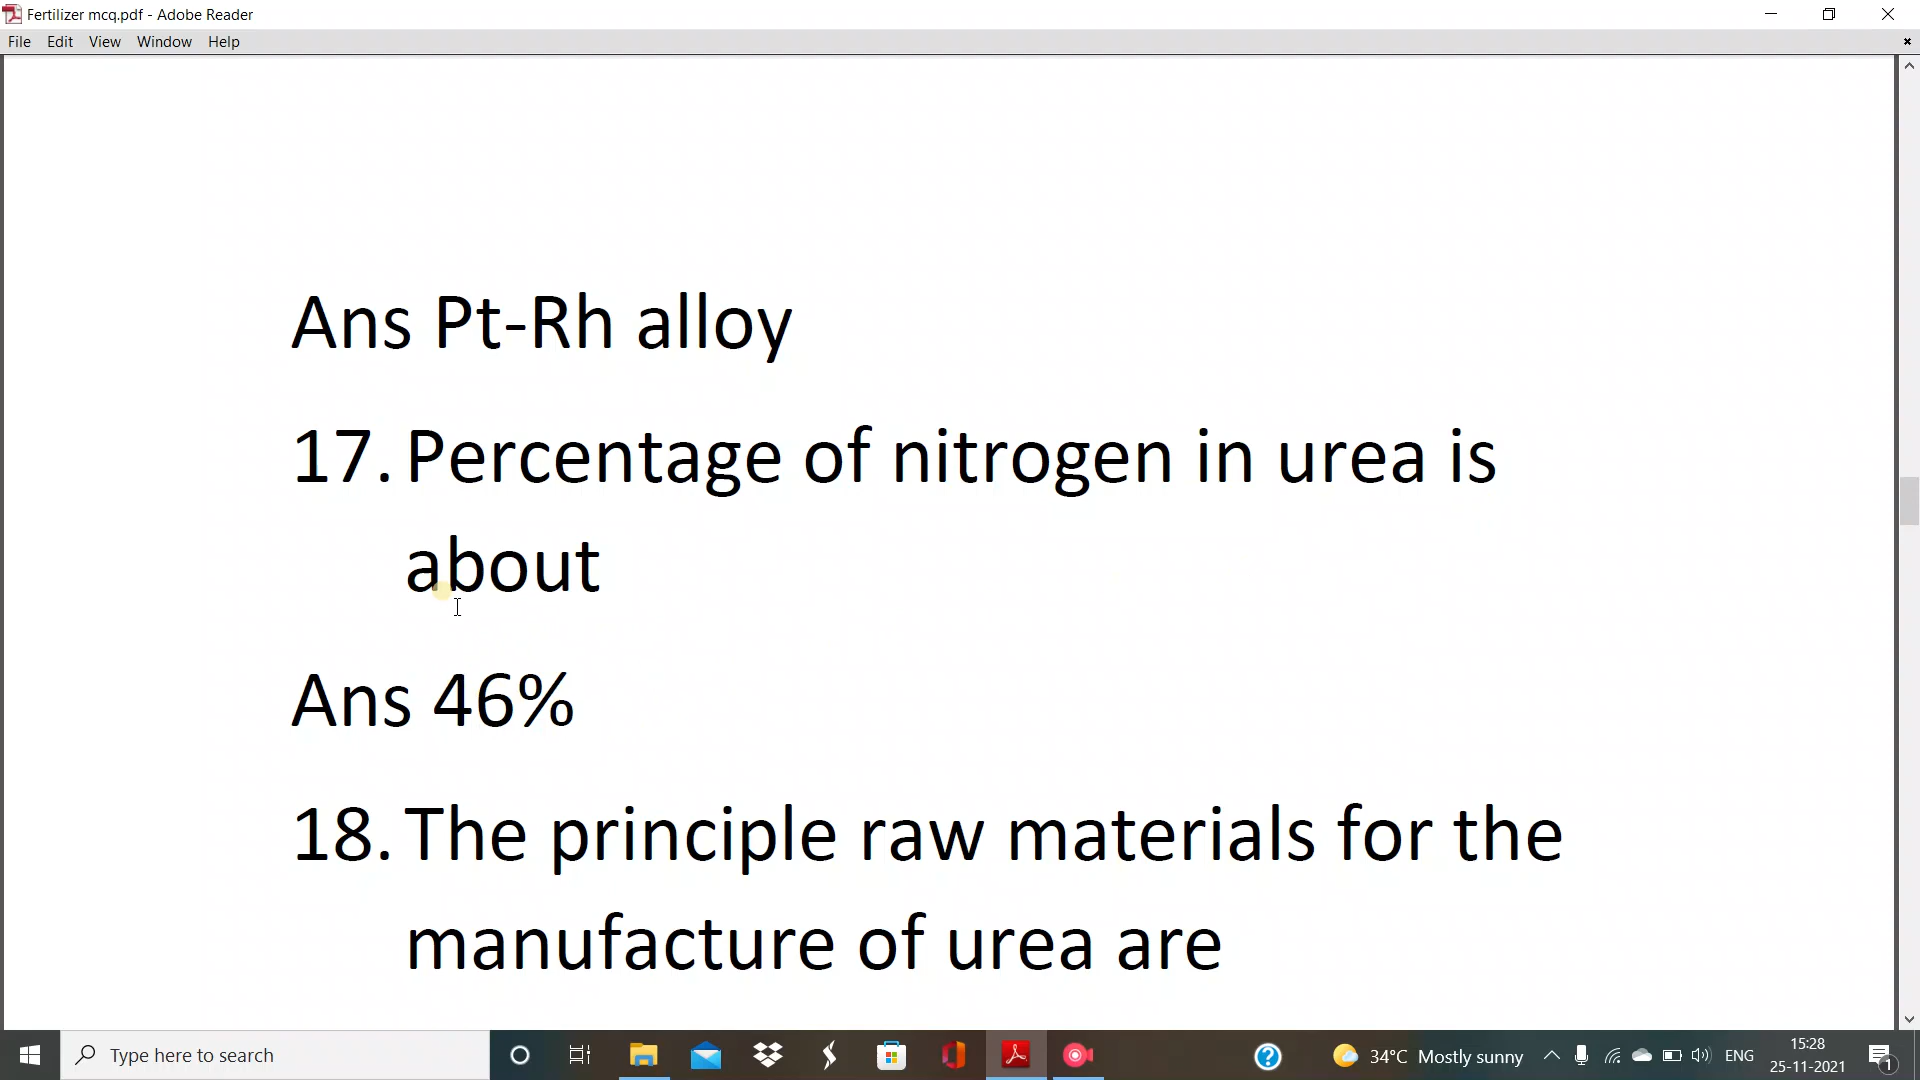 Fertilizer mcq.pdf - Adobe Reader
File Edit View Window Help
Ans Pt-Rh alloy
17. Percentage of nitrogen in urea is
about
Ans 46%
18. The principle raw materials for the
manufacture of urea are
Type here to search
34°C Mostly sunny
ENG
15:28
25-11-2021
1